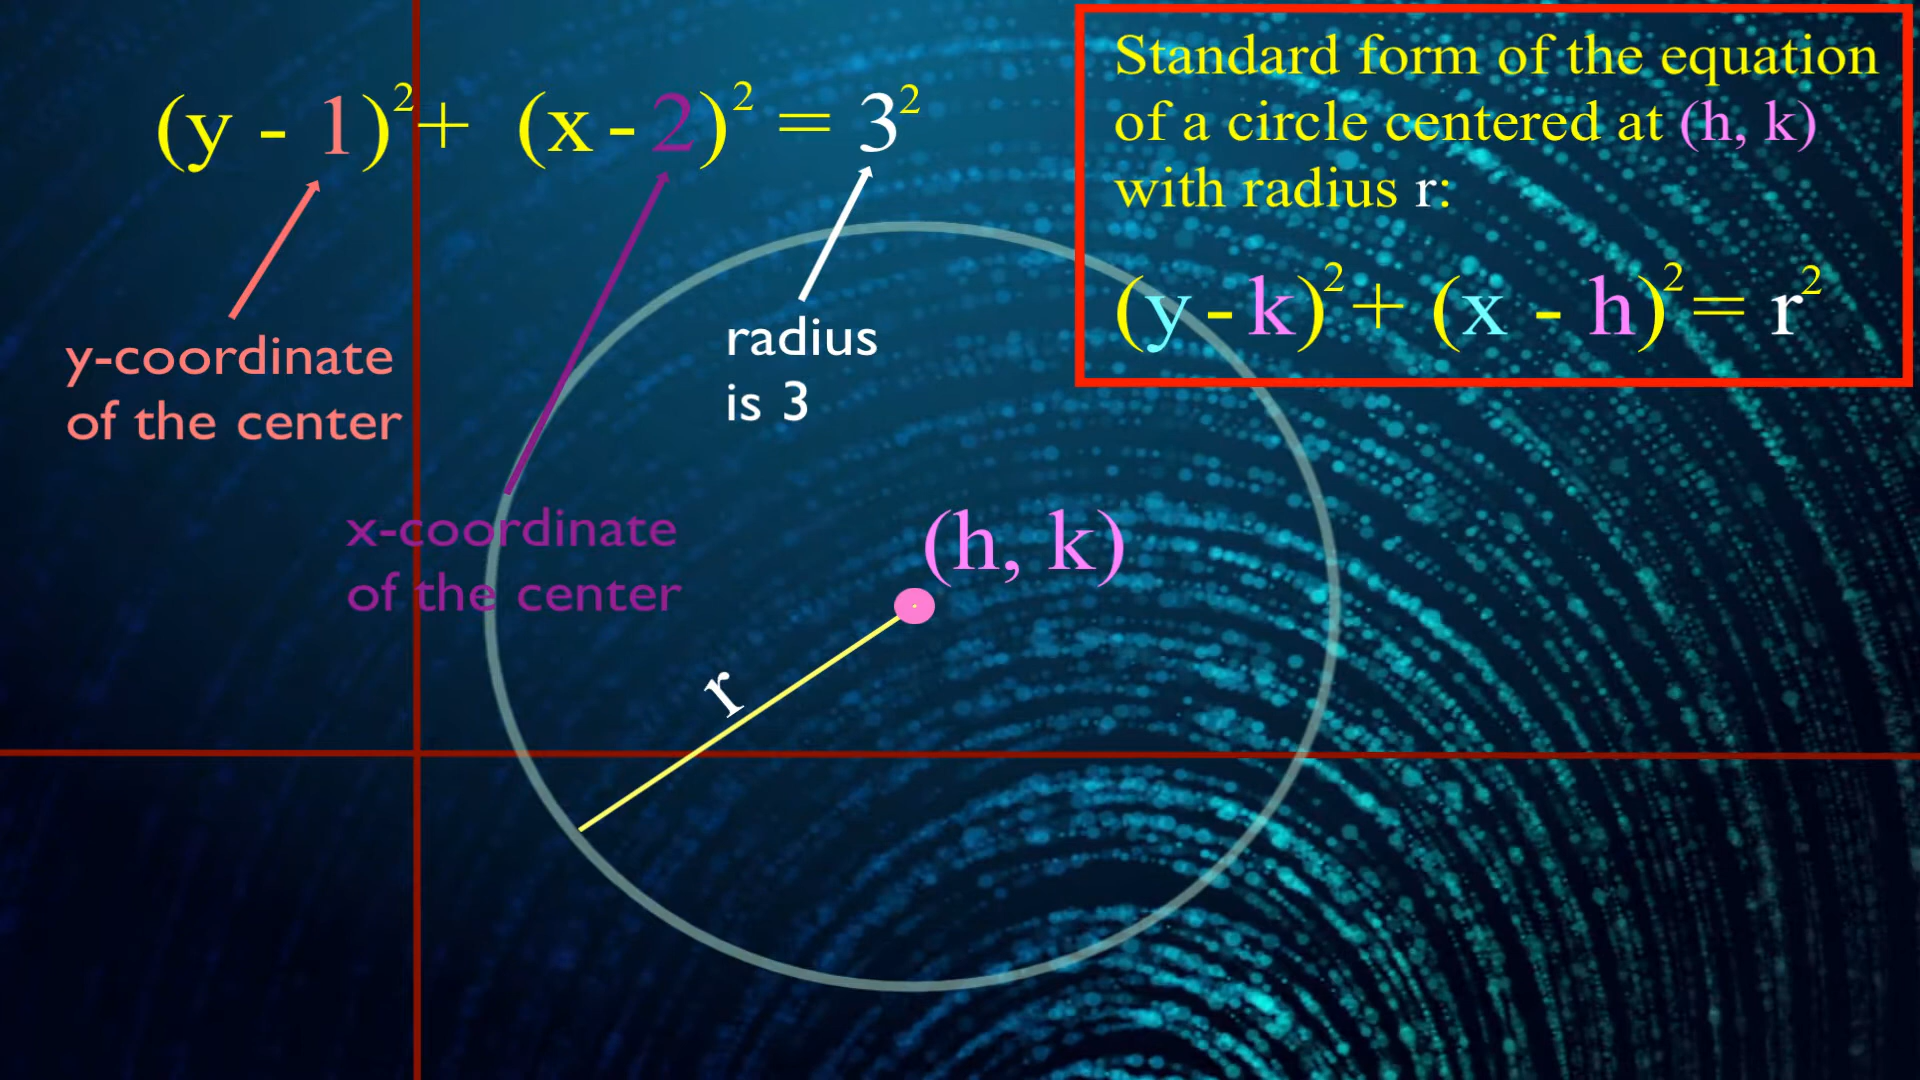 (y - 1)² + (x - 2)² = 3²
y-coordinate
of the center
x-coordinate
of the center
radius
is 3
Standard form of the equation
of a circle centered at (h, k)
with radius r:
(y - k)² + (x - h)² = r²
(h, k)
r